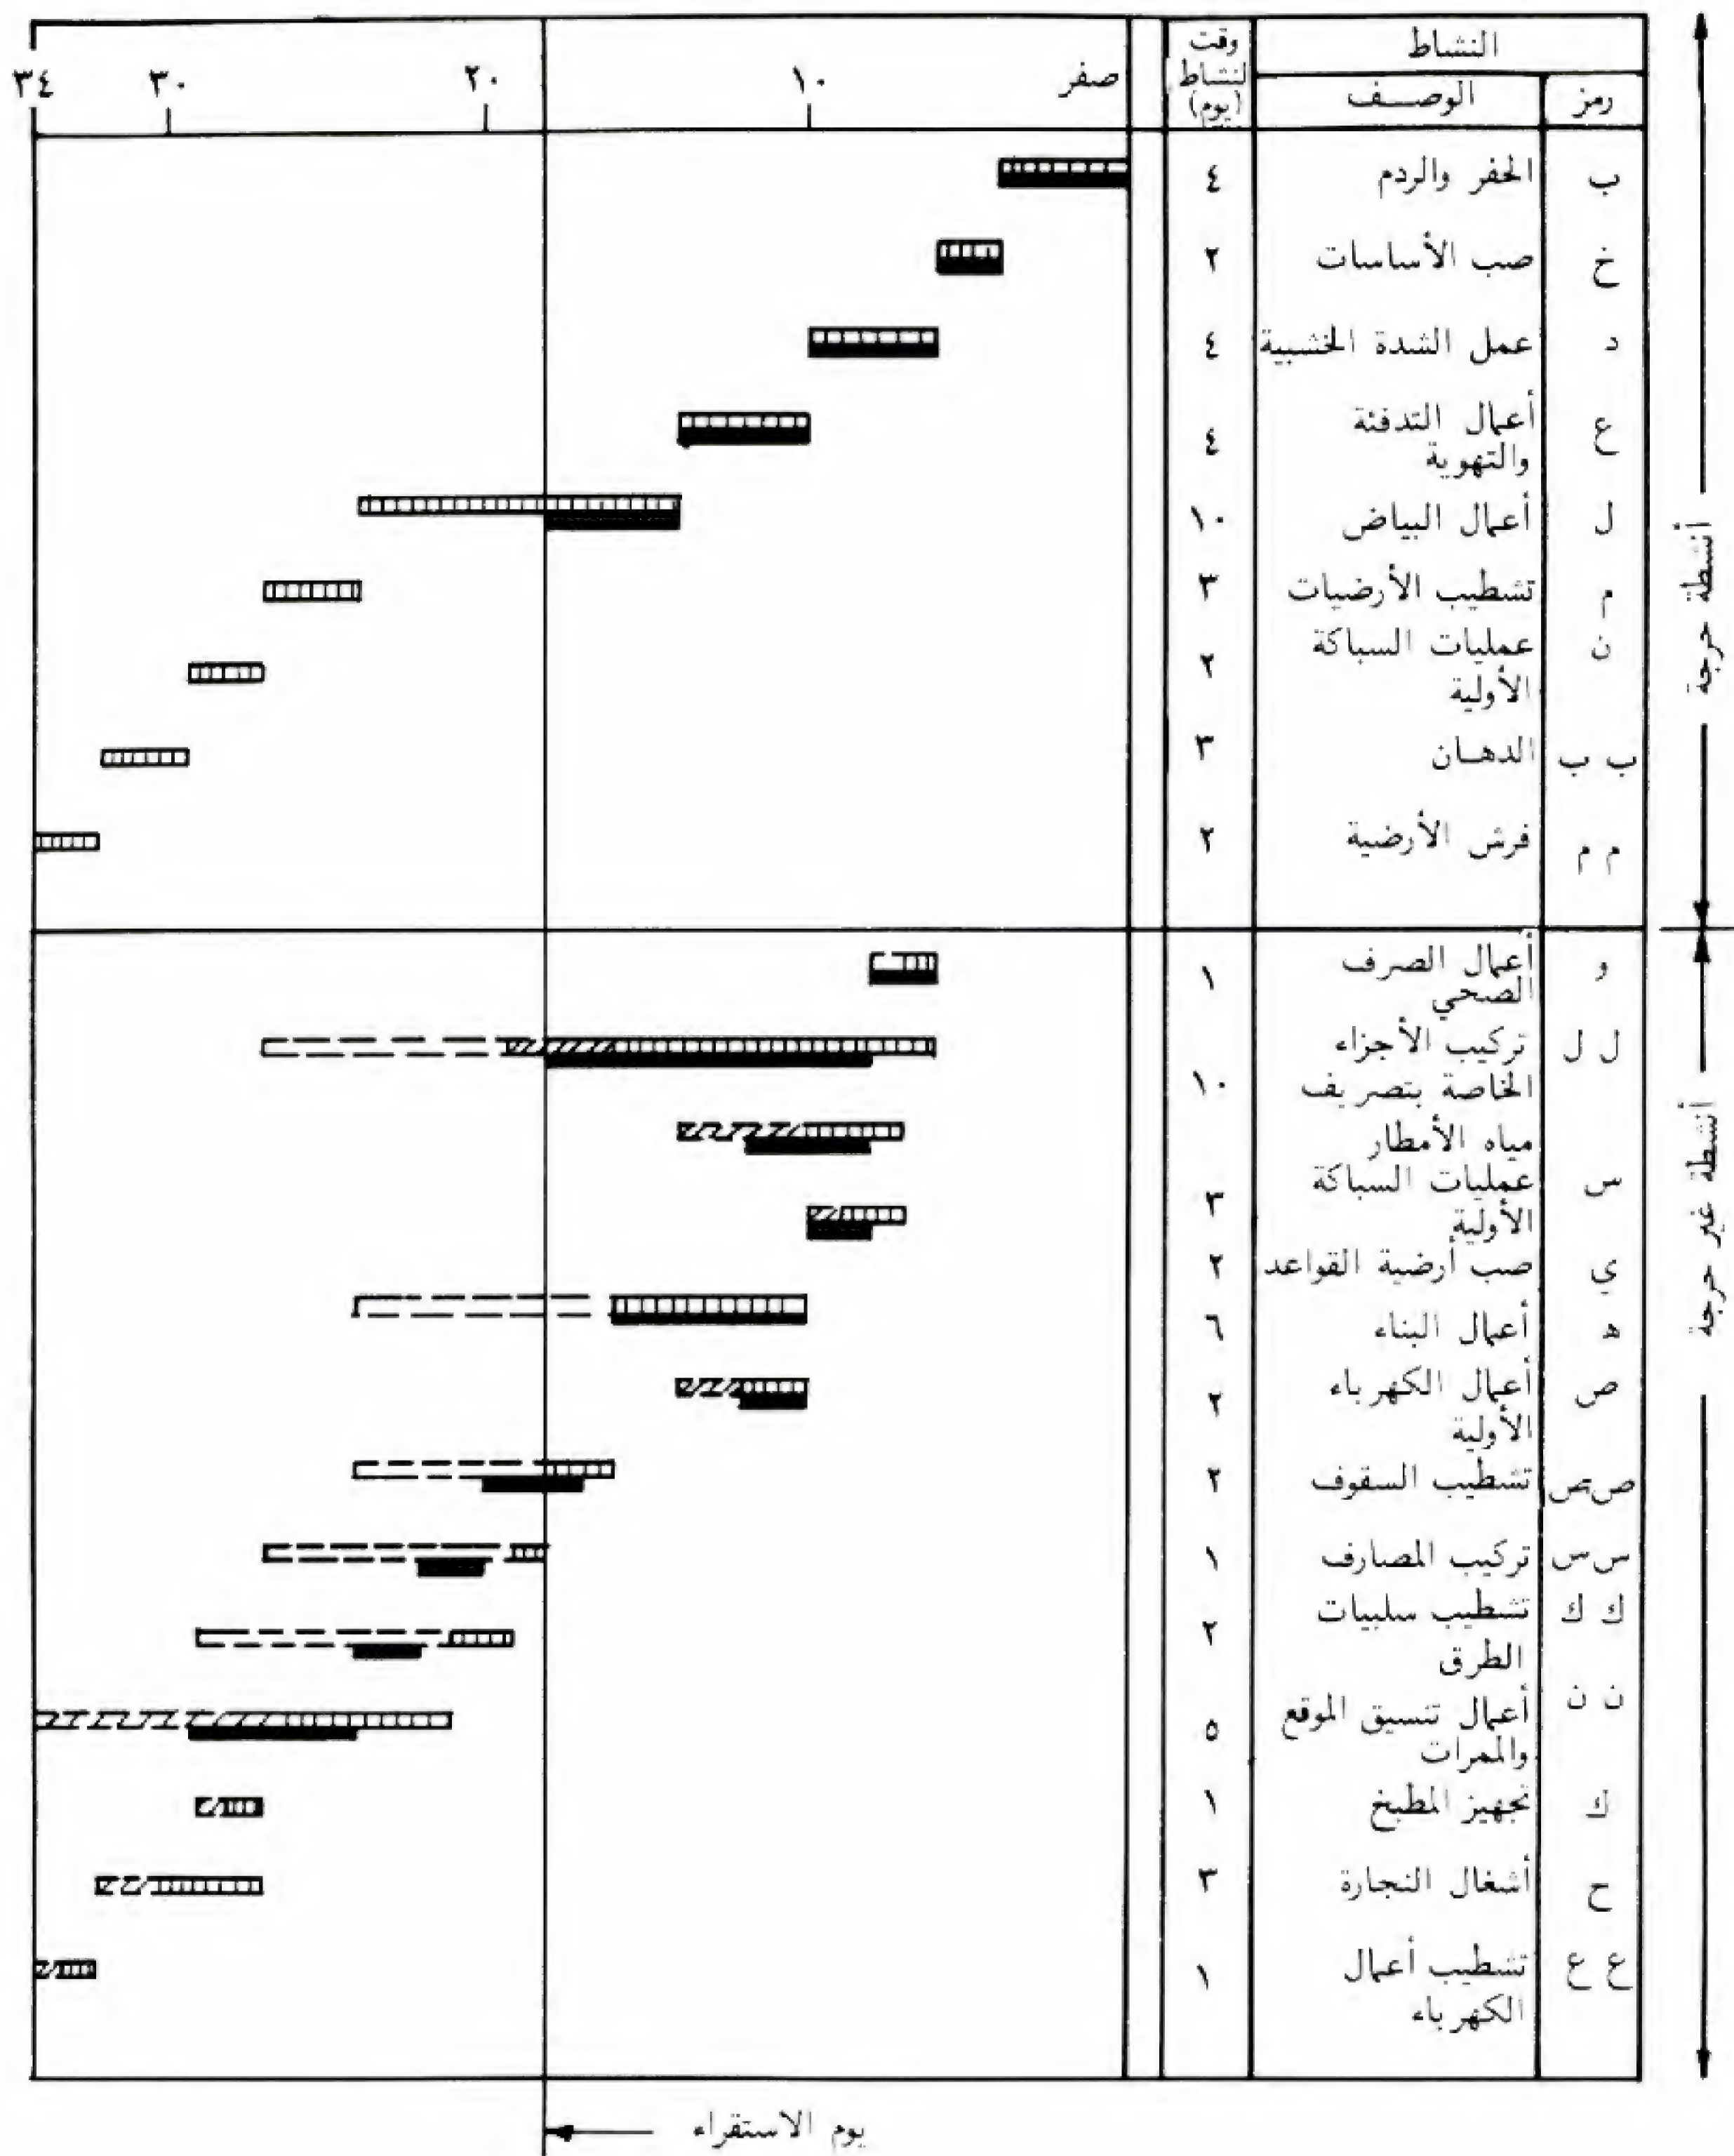 النشاط
وقت
لنشاط
(يوم)
رمز
الوصف
صفر
١٠
٢٠
٣٠
٣٤
ب
الحفر والردم
٤
خ
صب الأساسات
٢
د
عمل الشدة الخشبية
٤
ع
أعمال التدفئة
والتهوية
٤
ل
أعمال البياض
١٠
م
تشطيب الأرضيات
٣
ن
عمليات السباكة
الأولية
٢
ب ب
الدهان
٣
م م
فرش الأرضية
٢
أنشطة حرجة
و
أعمال الصرف
الصحي
١
ل ل
تركيب الأجزاء
الخاصة بتصريف
مياه الأمطار
١٠
س
عمليات السباكة
الأولية
٣
ي
صب أرضية القواعد
٢
ه
أعمال البناء
٦
ص
أعمال الكهرباء
الأولية
٢
ص ص
تشطيب السقوف
٢
س س
تركيب المصارف
١
ك ك
تشطيب سلبيات
الطرق
٢
ن ن
أعمال تنسيق الموقع
والممرات
٥
ك
تجهيز المطبخ
١
ح
أشغال النجارة
٣
ع ع
تشطيب أعمال
الكهرباء
١
أنشطة غير حرجة
يوم الاستقراء